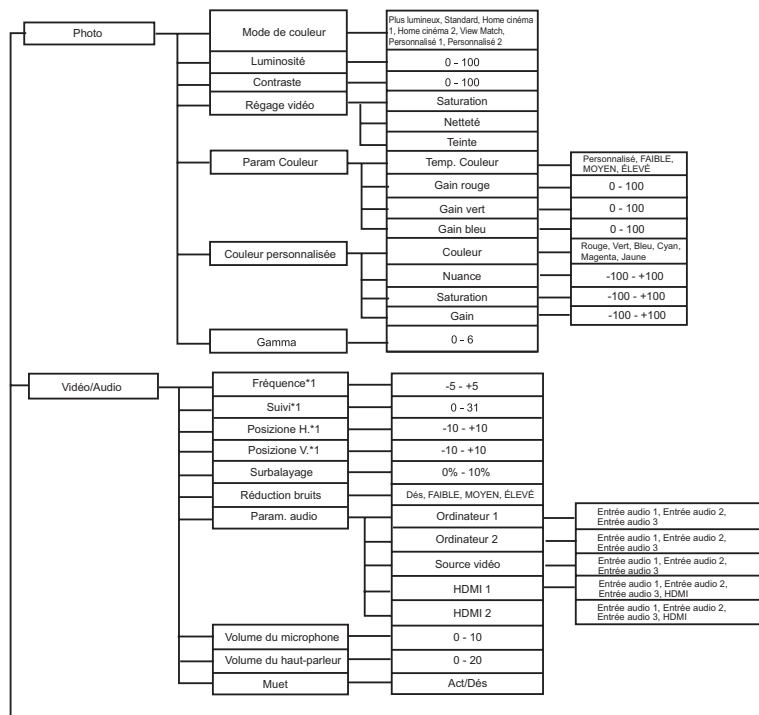 Photo
Mode de couleur
Plus lumineux, Standard, Home cinéma
1, Home cinéma 2, View Match,
Personnalisé 1, Personnalisé 2
Luminosité
0 - 100
Contraste
0 - 100
Régage vidéo
Saturation
Netteté
Teinte
Param Couleur
Temp. Couleur
Personnalisé, FAIBLE,
MOYEN, ÉLEVÉ
Gain rouge
0 - 100
Gain vert
0 - 100
Gain bleu
0 - 100
Couleur personnalisée
Couleur
Rouge, Vert, Bleu, Cyan,
Magenta, Jaune
Nuance
-100 - +100
Saturation
-100 - +100
Gain
-100 - +100
Gamma
0 - 6
Vidéo/Audio
Fréquence*1
-5 - +5
Suivi*1
0 - 31
Posizione H.*1
-10 - +10
Posizione V.*1
-10 - +10
Surbalayage
0% - 10%
Réduction bruits
Dés, FAIBLE, MOYEN, ÉLEVÉ
Param. audio
Ordinateur 1
Entrée audio 1, Entrée audio 2,
Entrée audio 3
Ordinateur 2
Entrée audio 1, Entrée audio 2,
Entrée audio 3
Source vidéo
Entrée audio 1, Entrée audio 2,
Entrée audio 3
HDMI 1
Entrée audio 1, Entrée audio 2,
Entrée audio 3, HDMI
HDMI 2
Entrée audio 1, Entrée audio 2,
Entrée audio 3, HDMI
Volume du microphone
0 - 10
Volume du haut-parleur
0 - 20
Muet
Act/Dés